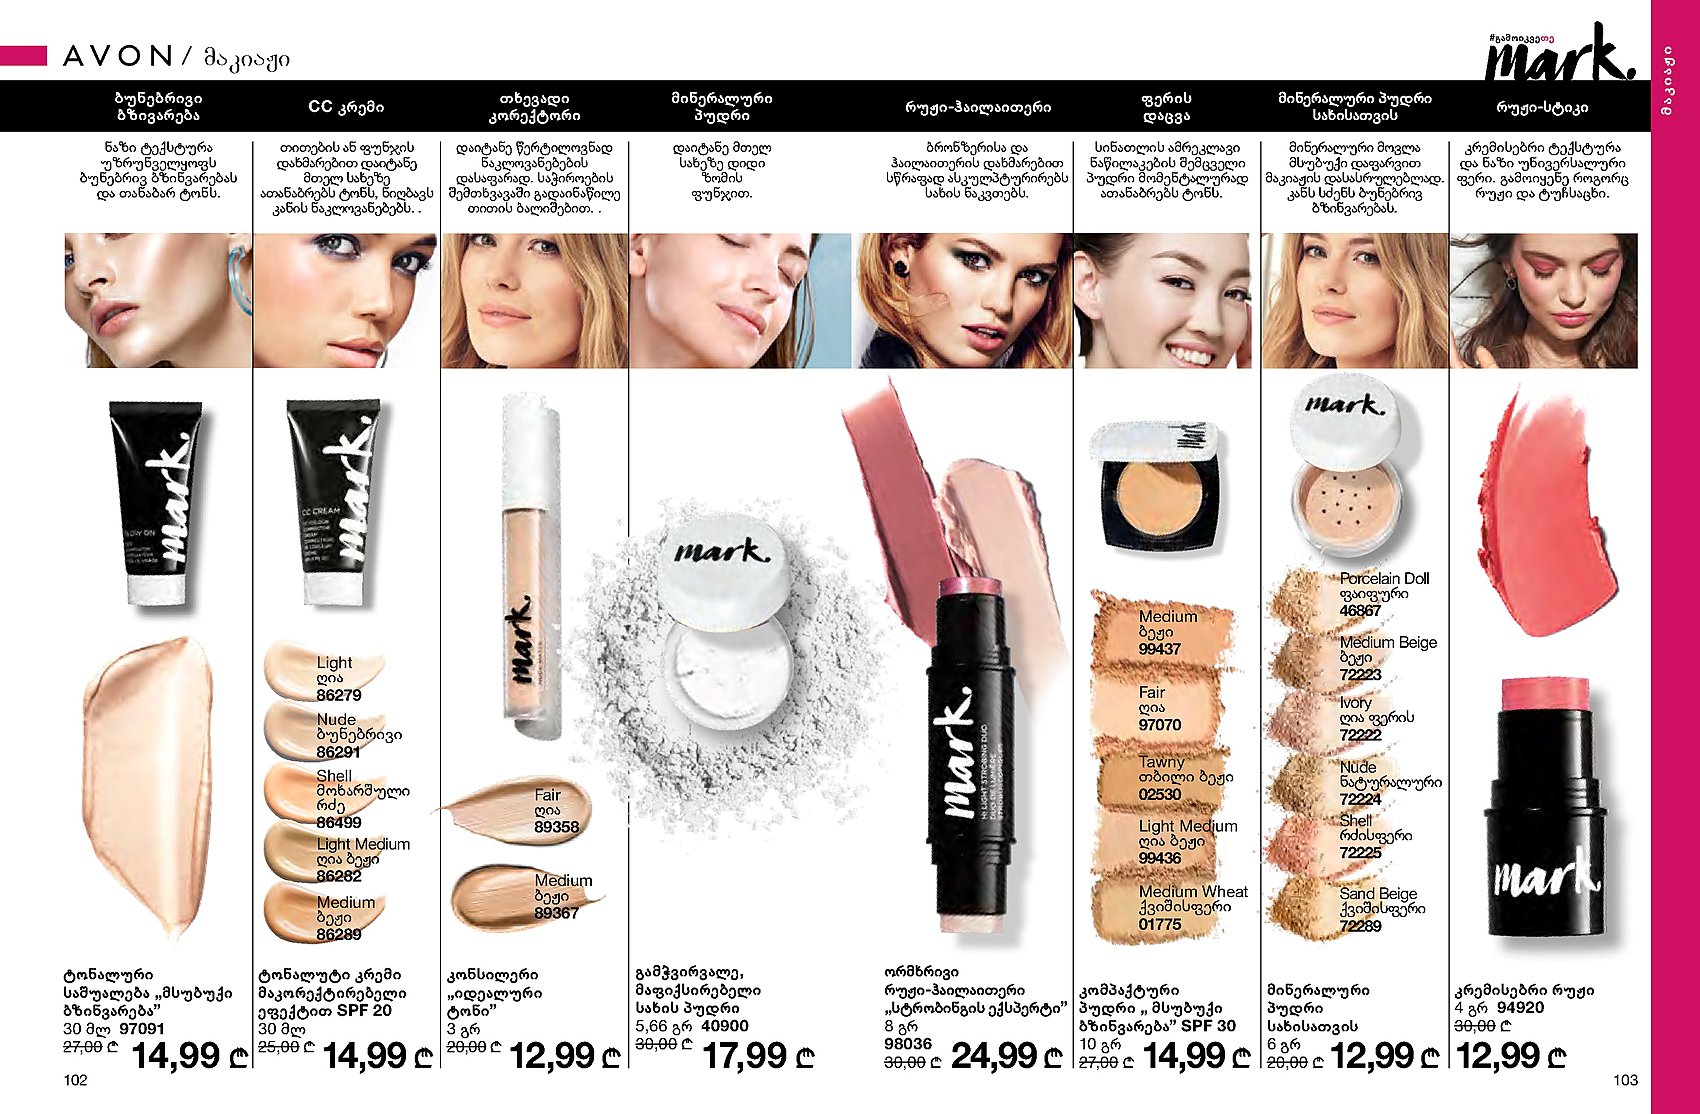 AVON / მაკიაჟი
#გამოიკვეთე
mark.
მაკიაჟი
ბუნებრივი
ბზივარება
ნაზი ტექსტურა
უზრუნველყოფს
ბუნებრივ ბზინვარებას
და თანაბარ ტონს.
mark.
ტონალური
საშუალება „მსუბუქი
ბზინვარება”
30 მლ 97091
27,00 ₾ 14,99 ₾
CC კრემი
თითების ან ფუნჯის
დახმარებით დაიტანე
მთელ სახეზე
ათანაბრებს ტონს, ნიღბავს
კანის ნაკლოვანებებს. .
mark.
CC CREAM
Light
ღია
86279
Nude
ბუნებრივი
86291
Shell
მოხარშული
რძე
86499
Light Medium
ღია ბეჟი
86282
Medium
ბეჟი
86289
ტონალუტი კრემი
მაკორექტირებელი
ეფექტით SPF 20
30 მლ
25,00 ₾ 14,99 ₾
თხევადი
კორექტორი
დაიტანე წერტილოვნად
ნაკლოვანებების
დასაფარად. საჭიროების
შემთხვავაში გადაინაწილე
თითის ბალიშებით. .
mark.
Fair
ღია
89358
Medium
ბეჟი
89367
კონსილერი
„იდეალური
ტონი”
3 გრ
20,00 ₾ 12,99 ₾
მინერალური
პუდრი
დაიტანე მთელ
სახეზე დიდი
ზომის
ფუნჯით.
mark.
გამჭვირვალე,
მაფიქსირებელი
სახის პუდრი
5,66 გრ 40900
30,00 ₾ 17,99 ₾
რუჟი-ჰაილაითერი
ბრონზერისა და
ჰაილაითერის დახმარებით
სწრაფად ასკულპტურირებს
სახის ნაკვთებს.
mark.
HI LIGHT STROBING DUO
ორმხრივი
რუჟი-ჰაილაითერი
„სტრობინგის ექსპერტი”
8 გრ
98036
30,00 ₾ 24,99 ₾
ფერის
დაცვა
სინათლის ამრეკლავი
ნაწილაკების შემცველი
პუდრი მომენტალურად
ათანაბრებს ტონს.
mark.
Medium
ბეჟი
99437
Fair
ღია
97070
Tawny
თბილი ბეჟი
02530
Light Medium
ღია ბეჟი
99436
Medium Wheat
ქვიშისფერი
01775
კომპაქტური
პუდრი „ მსუბუქი
ბზინვარება” SPF 30
10 გრ
27,00 ₾ 14,99 ₾
მინერალური პუდრი
სახისათვის
მინერალური მოვლა
მსუბუქი დაფარვით
მაკიაჟის დასასრულებლად.
კანს სძენს ბუნებრივ
ბზინვარებას.
mark.
Porcelain Doll
ფაიფური
46867
Medium Beige
ბეჟი
72223
Ivory
ღია ფერის
72222
Nude
ნატურალური
72224
Shell
რძისფერი
72225
Sand Beige
ქვიშისფერი
72289
მინერალური
პუდრი
სახისათვის
6 გრ
20,00 ₾ 12,99 ₾
რუჟი-სტიკი
კრემისებრი ტექსტურა
და ნაზი უნივერსალური
ფერი. გამოიყენე როგორც
რუჟი და ტუჩსაცხი.
mark.
კრემისებრი რუჟი
4 გრ 94920
30,00 ₾
12,99 ₾
102
103